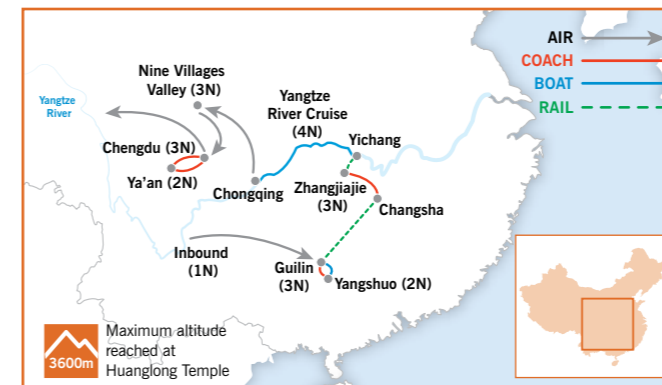 AIR
COACH
BOAT
RAIL
Nine Villages
Valley (3N)
Yangtze
River
Yangtze
River Cruise
(4N)
Chengdu (3N)
Ya'an (2N)
Chongqing
Yichang
Zhangjiajie
(3N)
Changsha
Inbound
(1N)
Guilin
(3N)
Yangshuo (2N)
3600m
Maximum altitude
reached at
Huanglong Temple